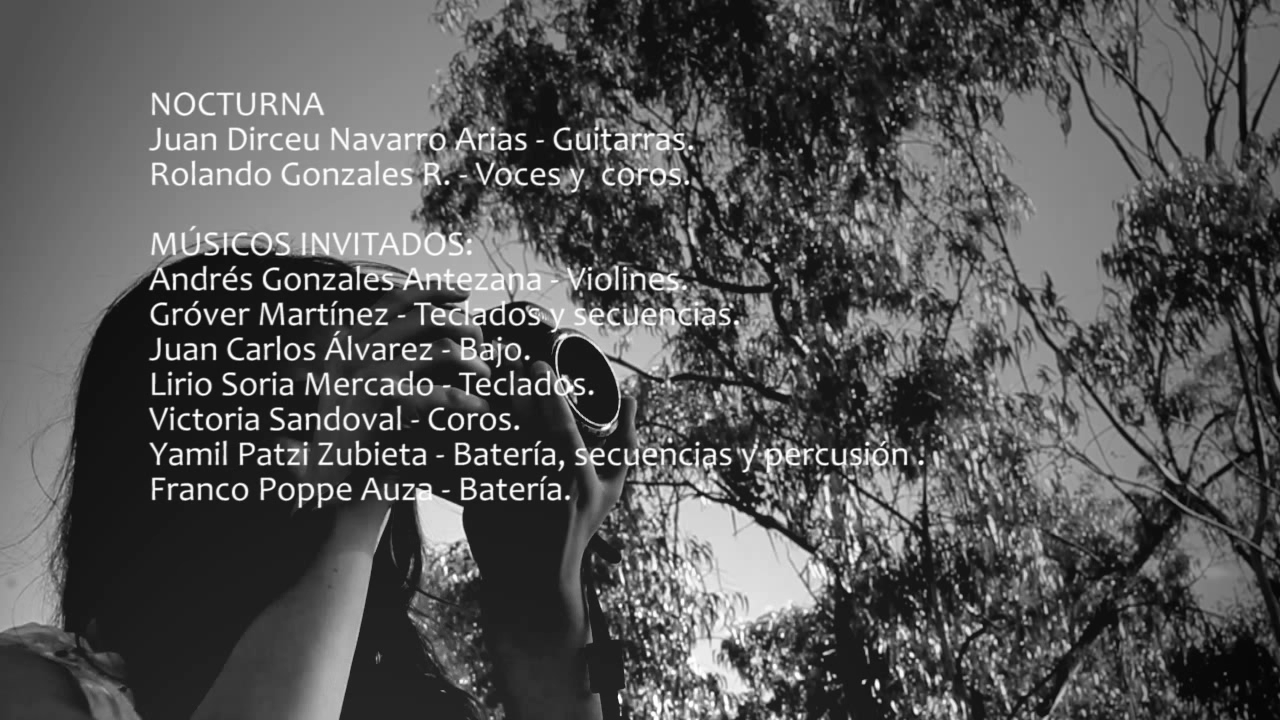 NOCTURNA
Juan Dirceu Navarro Arias - Guitarras.
Rolando Gonzales R. - Voces y  coros.
MÚSICOS INVITADOS:
Andrés Gonzales Antezana - Violines.
Gróver Martínez - Teclados y secuencias.
Juan Carlos Álvarez - Bajo.
Lirio Soria Mercado - Teclados.
Victoria Sandoval - Coros.
Yamil Patzi Zubieta - Batería, secuencias y percusión .
Franco Poppe Auza - Batería.